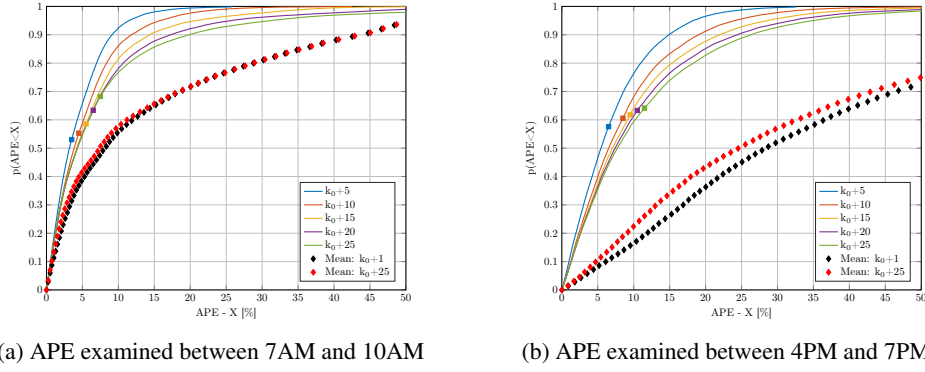 1
0.9
0.8
0.7
0.6
0.5
0.4
0.3
0.2
0.1
0
p(APE<X)
0 5 10 15 20 25 30 35 40 45 50
APE - X [%]
k0+5
k0+10
k0+15
k0+20
k0+25
Mean: k0+1
Mean: k0+25
(a) APE examined between 7AM and 10AM
1
0.9
0.8
0.7
0.6
0.5
0.4
0.3
0.2
0.1
0
p(APE<X)
0 5 10 15 20 25 30 35 40 45 50
APE - X [%]
k0+5
k0+10
k0+15
k0+20
k0+25
Mean: k0+1
Mean: k0+25
(b) APE examined between 4PM and 7PM